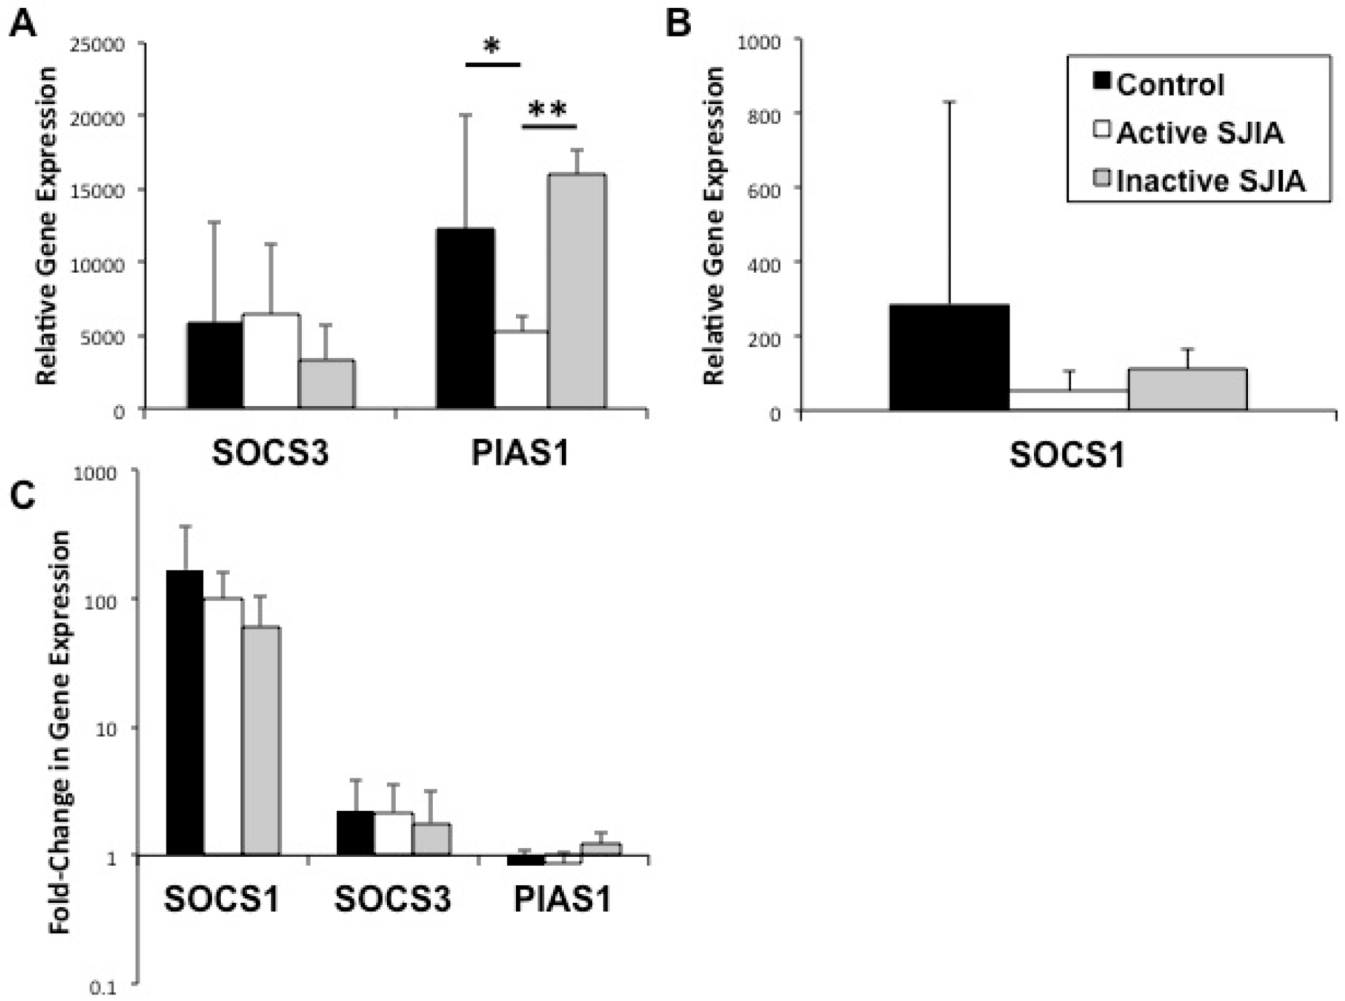 A
Relative Gene Expression
25000
20000
15000
10000
5000
0
*
**
SOCS3
PIAS1
B
Relative Gene Expression
1000
800
600
400
200
0
Control
Active SJIA
Inactive SJIA
SOCS1
C
Fold-Change in Gene Expression
1000
100
10
1
0.1
SOCS1
SOCS3
PIAS1